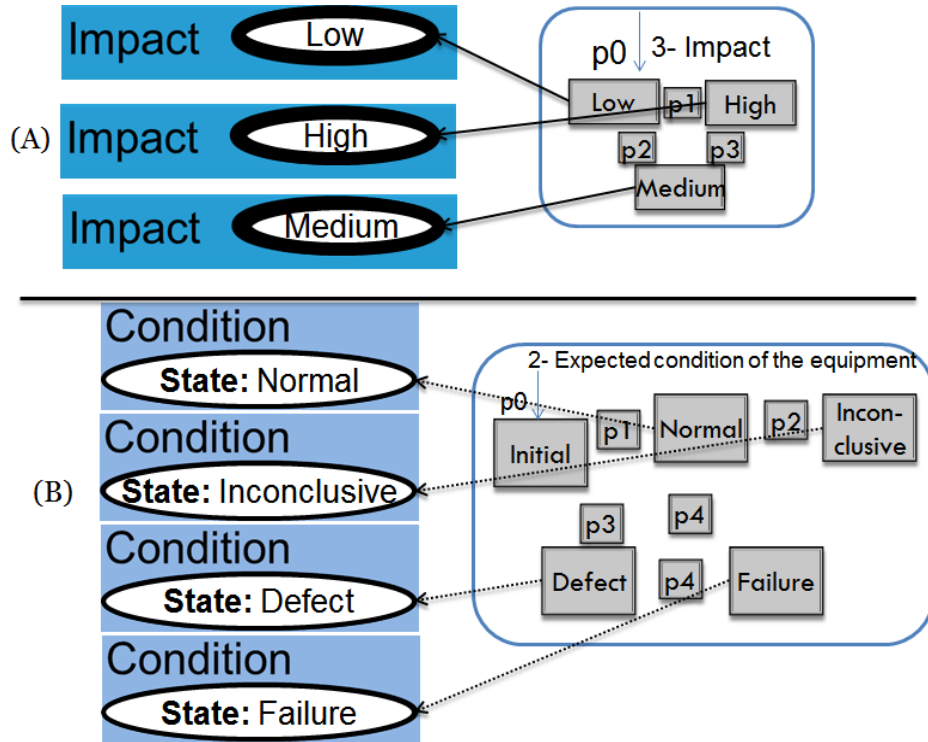 Impact Low
p0 3- Impact
Low p1 High
(A) Impact High
p2 p3
Medium
Impact Medium
Condition
State: Normal
2- Expected condition of the equipment
p0
Initial p1 Normal p2 Incon-
clusive
Condition
(B) State: Inconclusive
p3 p4
Condition
State: Defect
Defect p4 Failure
Condition
State: Failure